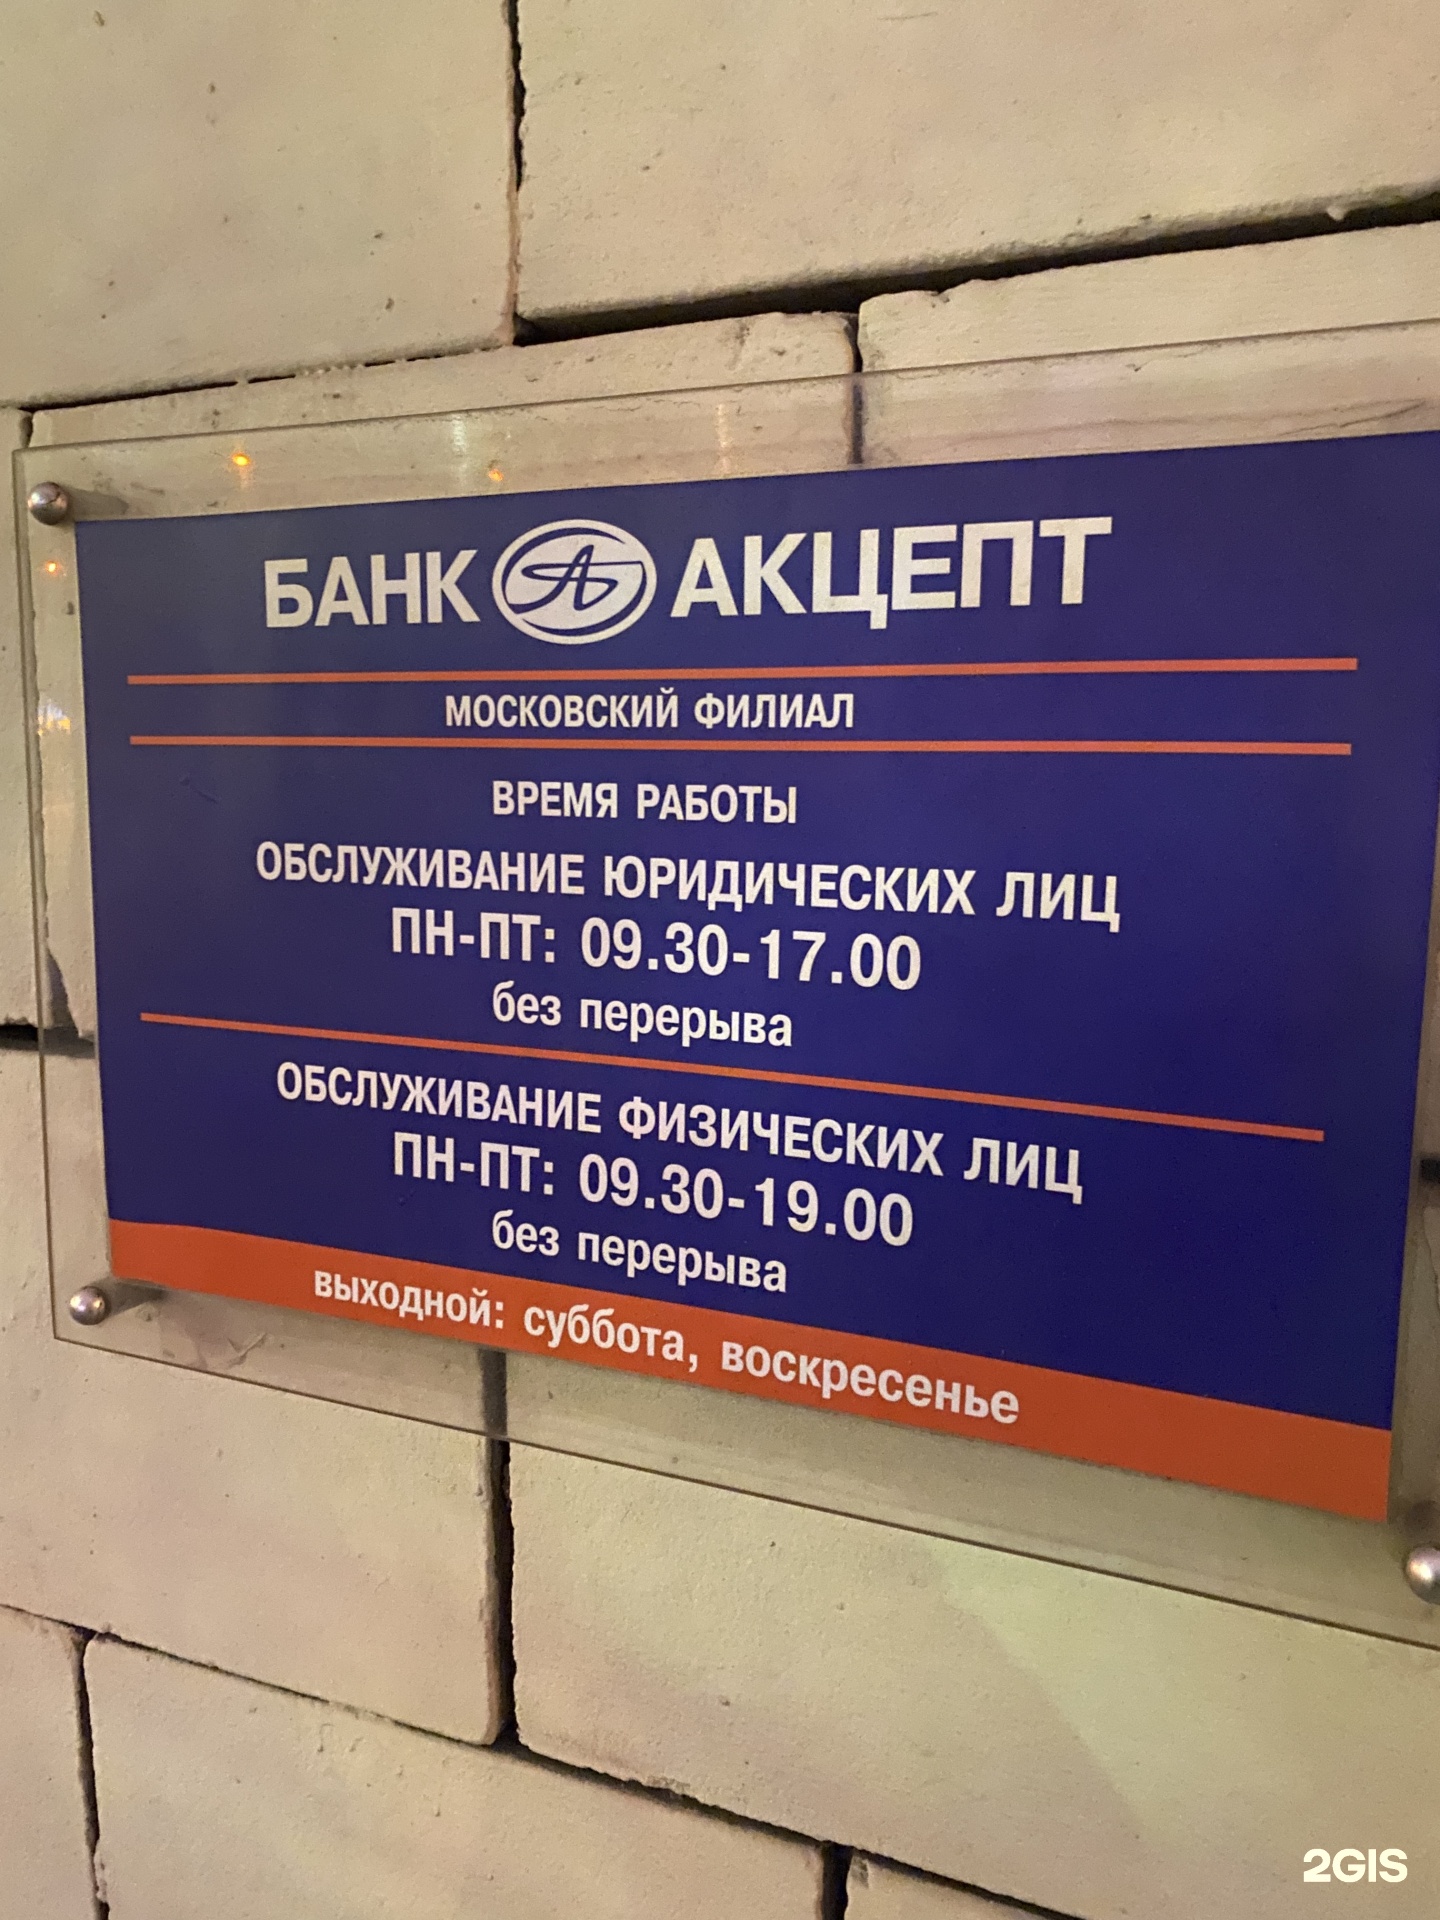 БАНК АКЦЕПТ
МОСКОВСКИЙ ФИЛИАЛ
ВРЕМЯ РАБОТЫ
ОБСЛУЖИВАНИЕ ЮРИДИЧЕСКИХ ЛИЦ
ПН-ПТ: 09.30-17.00
без перерыва
ОБСЛУЖИВАНИЕ ФИЗИЧЕСКИХ ЛИЦ
ПН-ПТ: 09.30-19.00
без перерыва
выходной: суббота, воскресенье
2GIS